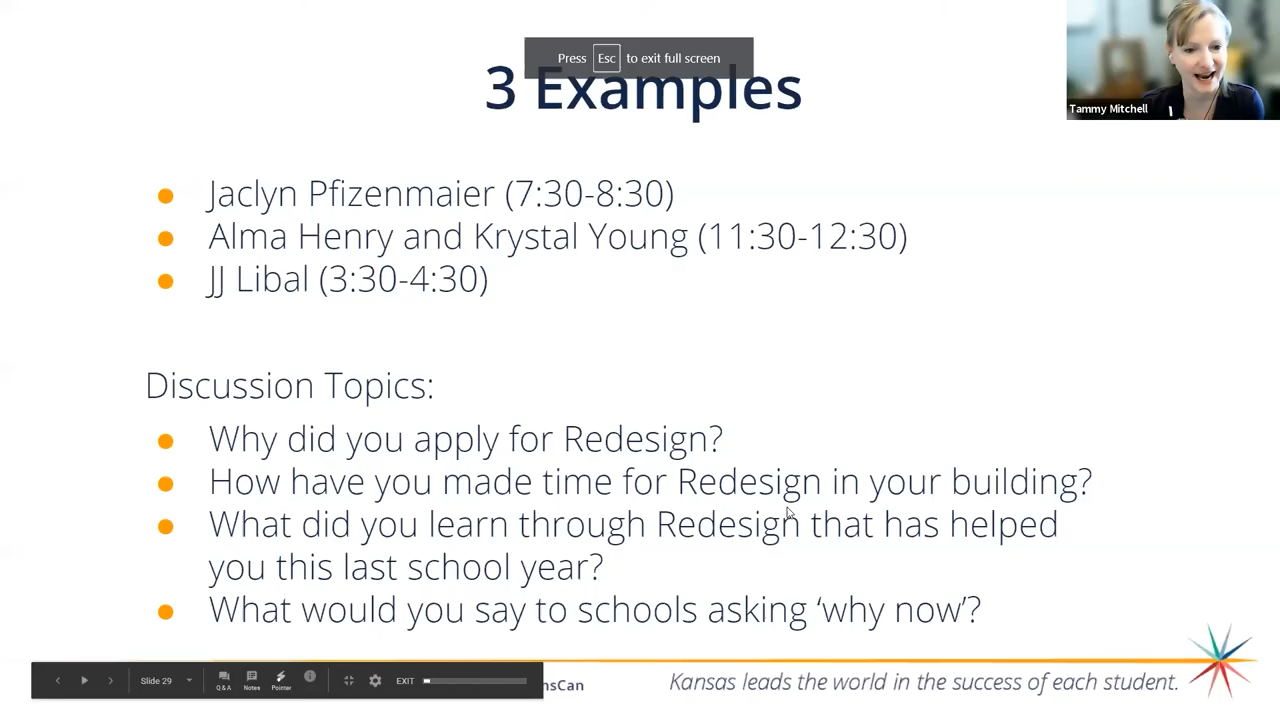 Press Esc to exit full screen
3 Examples
Tammy Mitchell
● Jaclyn Pfizenmaier (7:30-8:30)
● Alma Henry and Krystal Young (11:30-12:30)
● JJ Libal (3:30-4:30)
Discussion Topics:
● Why did you apply for Redesign?
● How have you made time for Redesign in your building?
● What did you learn through Redesign that has helped
you this last school year?
● What would you say to schools asking ‘why now’?
Slide 29
Q&A
Notes
Pointer
EXIT
nsCan
Kansas leads the world in the success of each student.